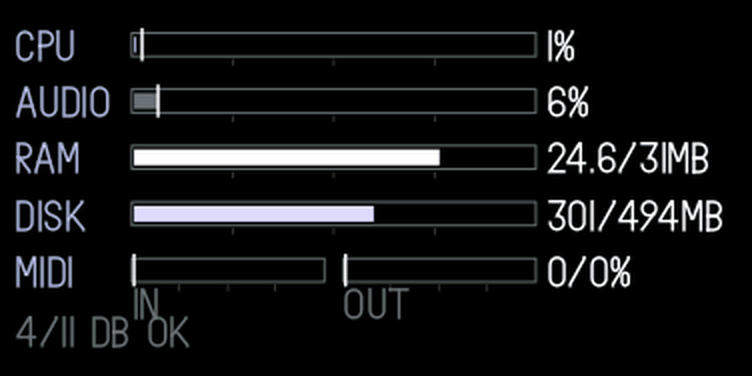 CPU 1%
AUDIO 6%
RAM 24.6/31MB
DISK 301/494MB
MIDI 0/0%
IN OUT
4/11 DB OK